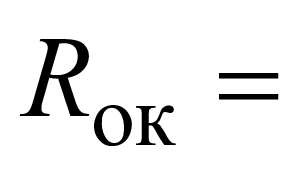 R_ок =